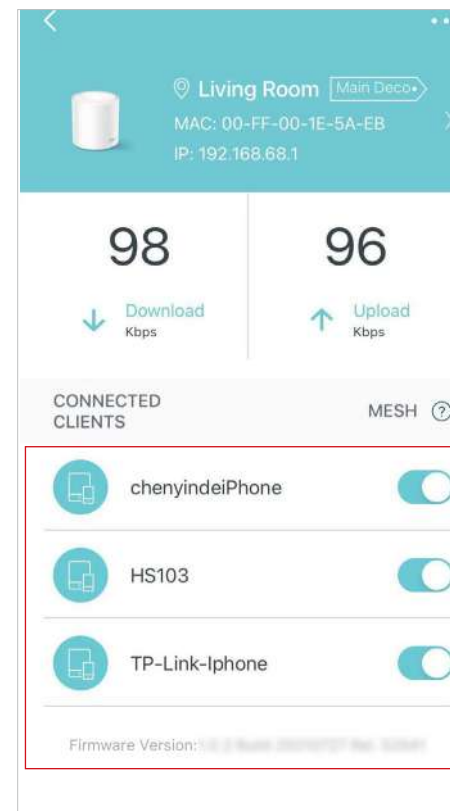 Living Room Main Deco
MAC: 00-FF-00-1E-5A-EB
IP: 192.168.68.1
98 96
Download Upload
Kbps Kbps
CONNECTED
CLIENTS MESH ?
chenyindeiPhone
HS103
TP-Link-Iphone
Firmware Version: